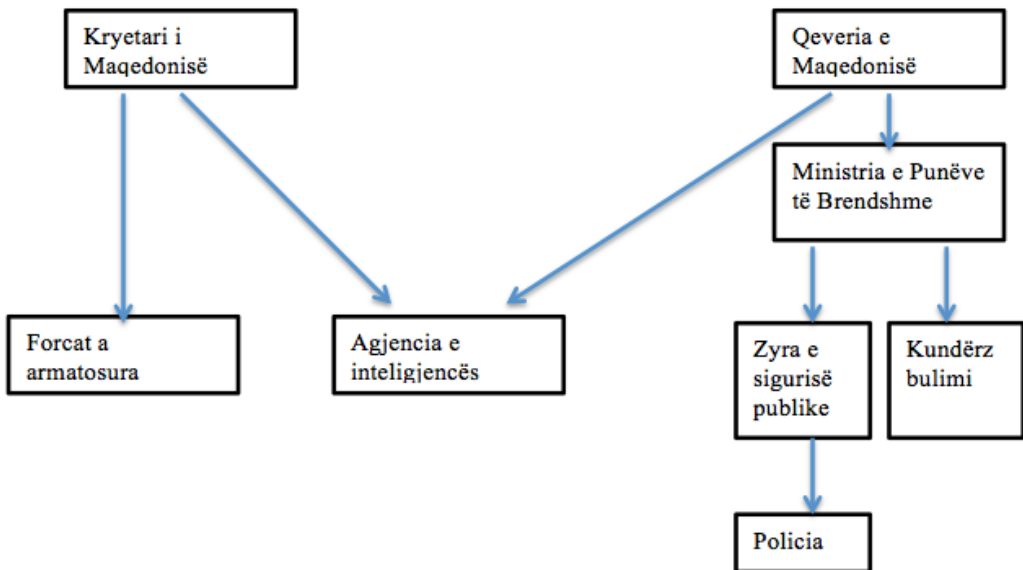 Kryetari i
Maqedonisë
Qeveria e
Maqedonisë
Ministria e Punëve
të Brendshme
Forcat a
armatosura
Agjencia e
inteligjencës
Zyra e
sigurisë
publike
Kundërz
bulimi
Policia